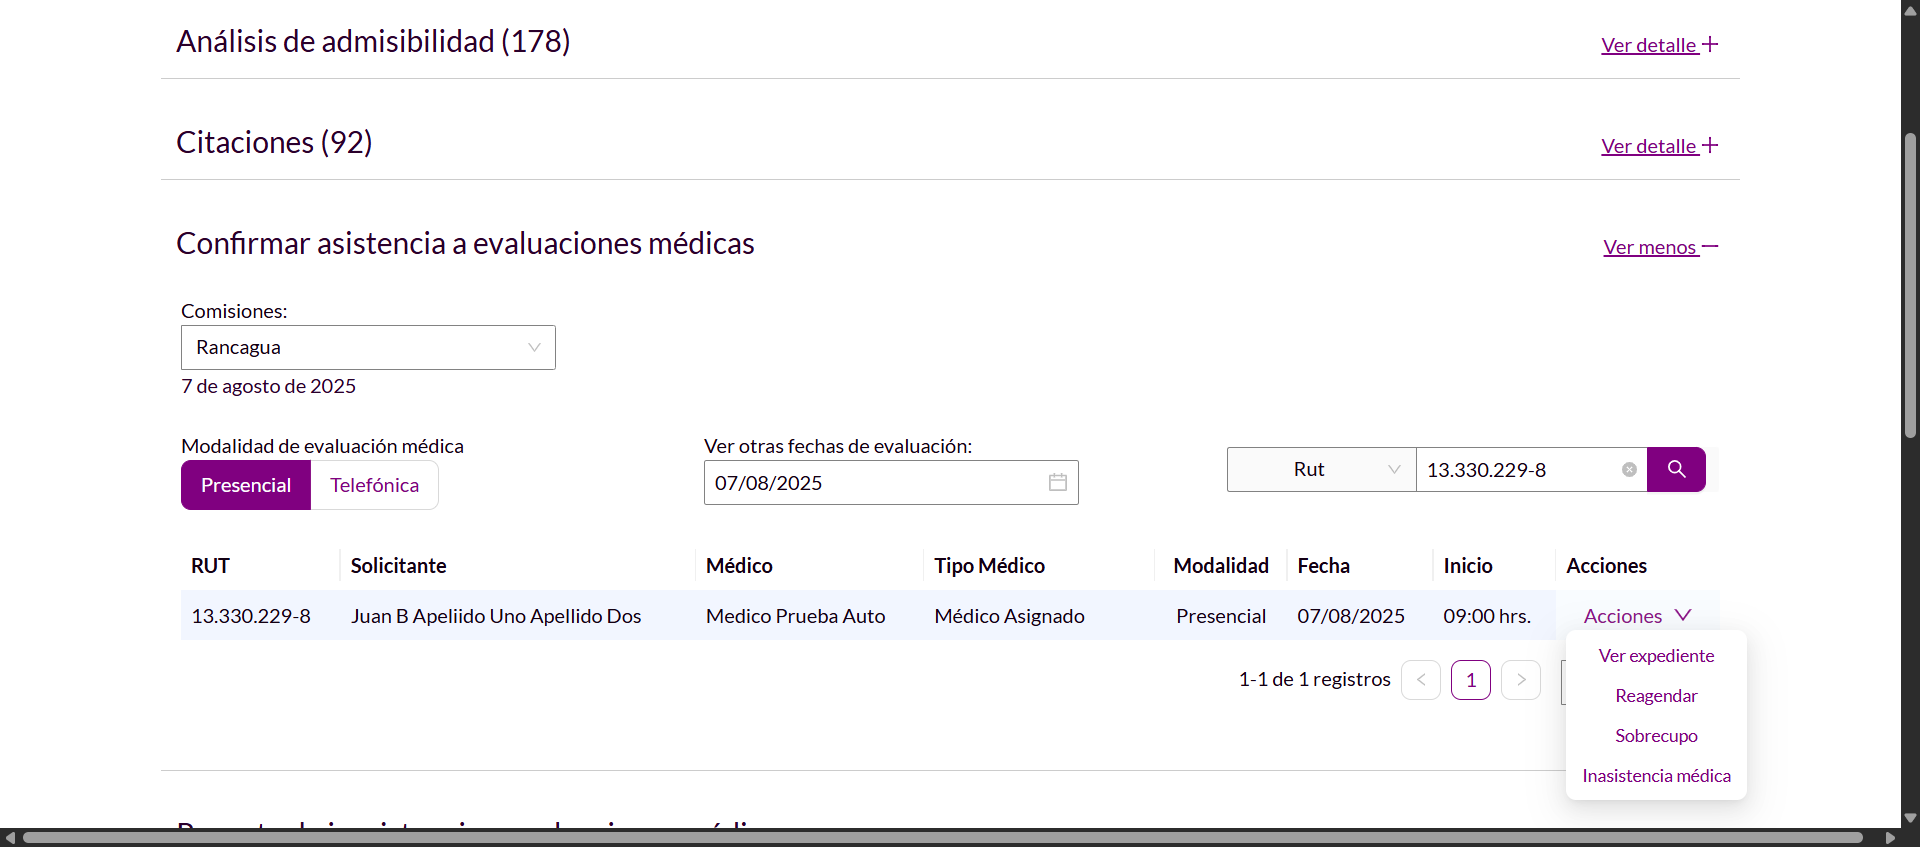 Análisis de admisibilidad (178)
Ver detalle
Citaciones (92)
Ver detalle
Confirmar asistencia a evaluaciones médicas
Ver menos
Comisiones:
Rancagua
7 de agosto de 2025
Modalidad de evaluación médica
Presencial Telefónica
Ver otras fechas de evaluación:
07/08/2025
Rut 13.330.229-8
RUT Solicitante Médico Tipo Médico Modalidad Fecha Inicio Acciones
13.330.229-8 Juan B Apeliido Uno Apellido Dos Medico Prueba Auto Médico Asignado Presencial 07/08/2025 09:00 hrs. Acciones
Ver expediente
Reagendar
Sobrecupo
Inasistencia médica
1-1 de 1 registros < 1 >